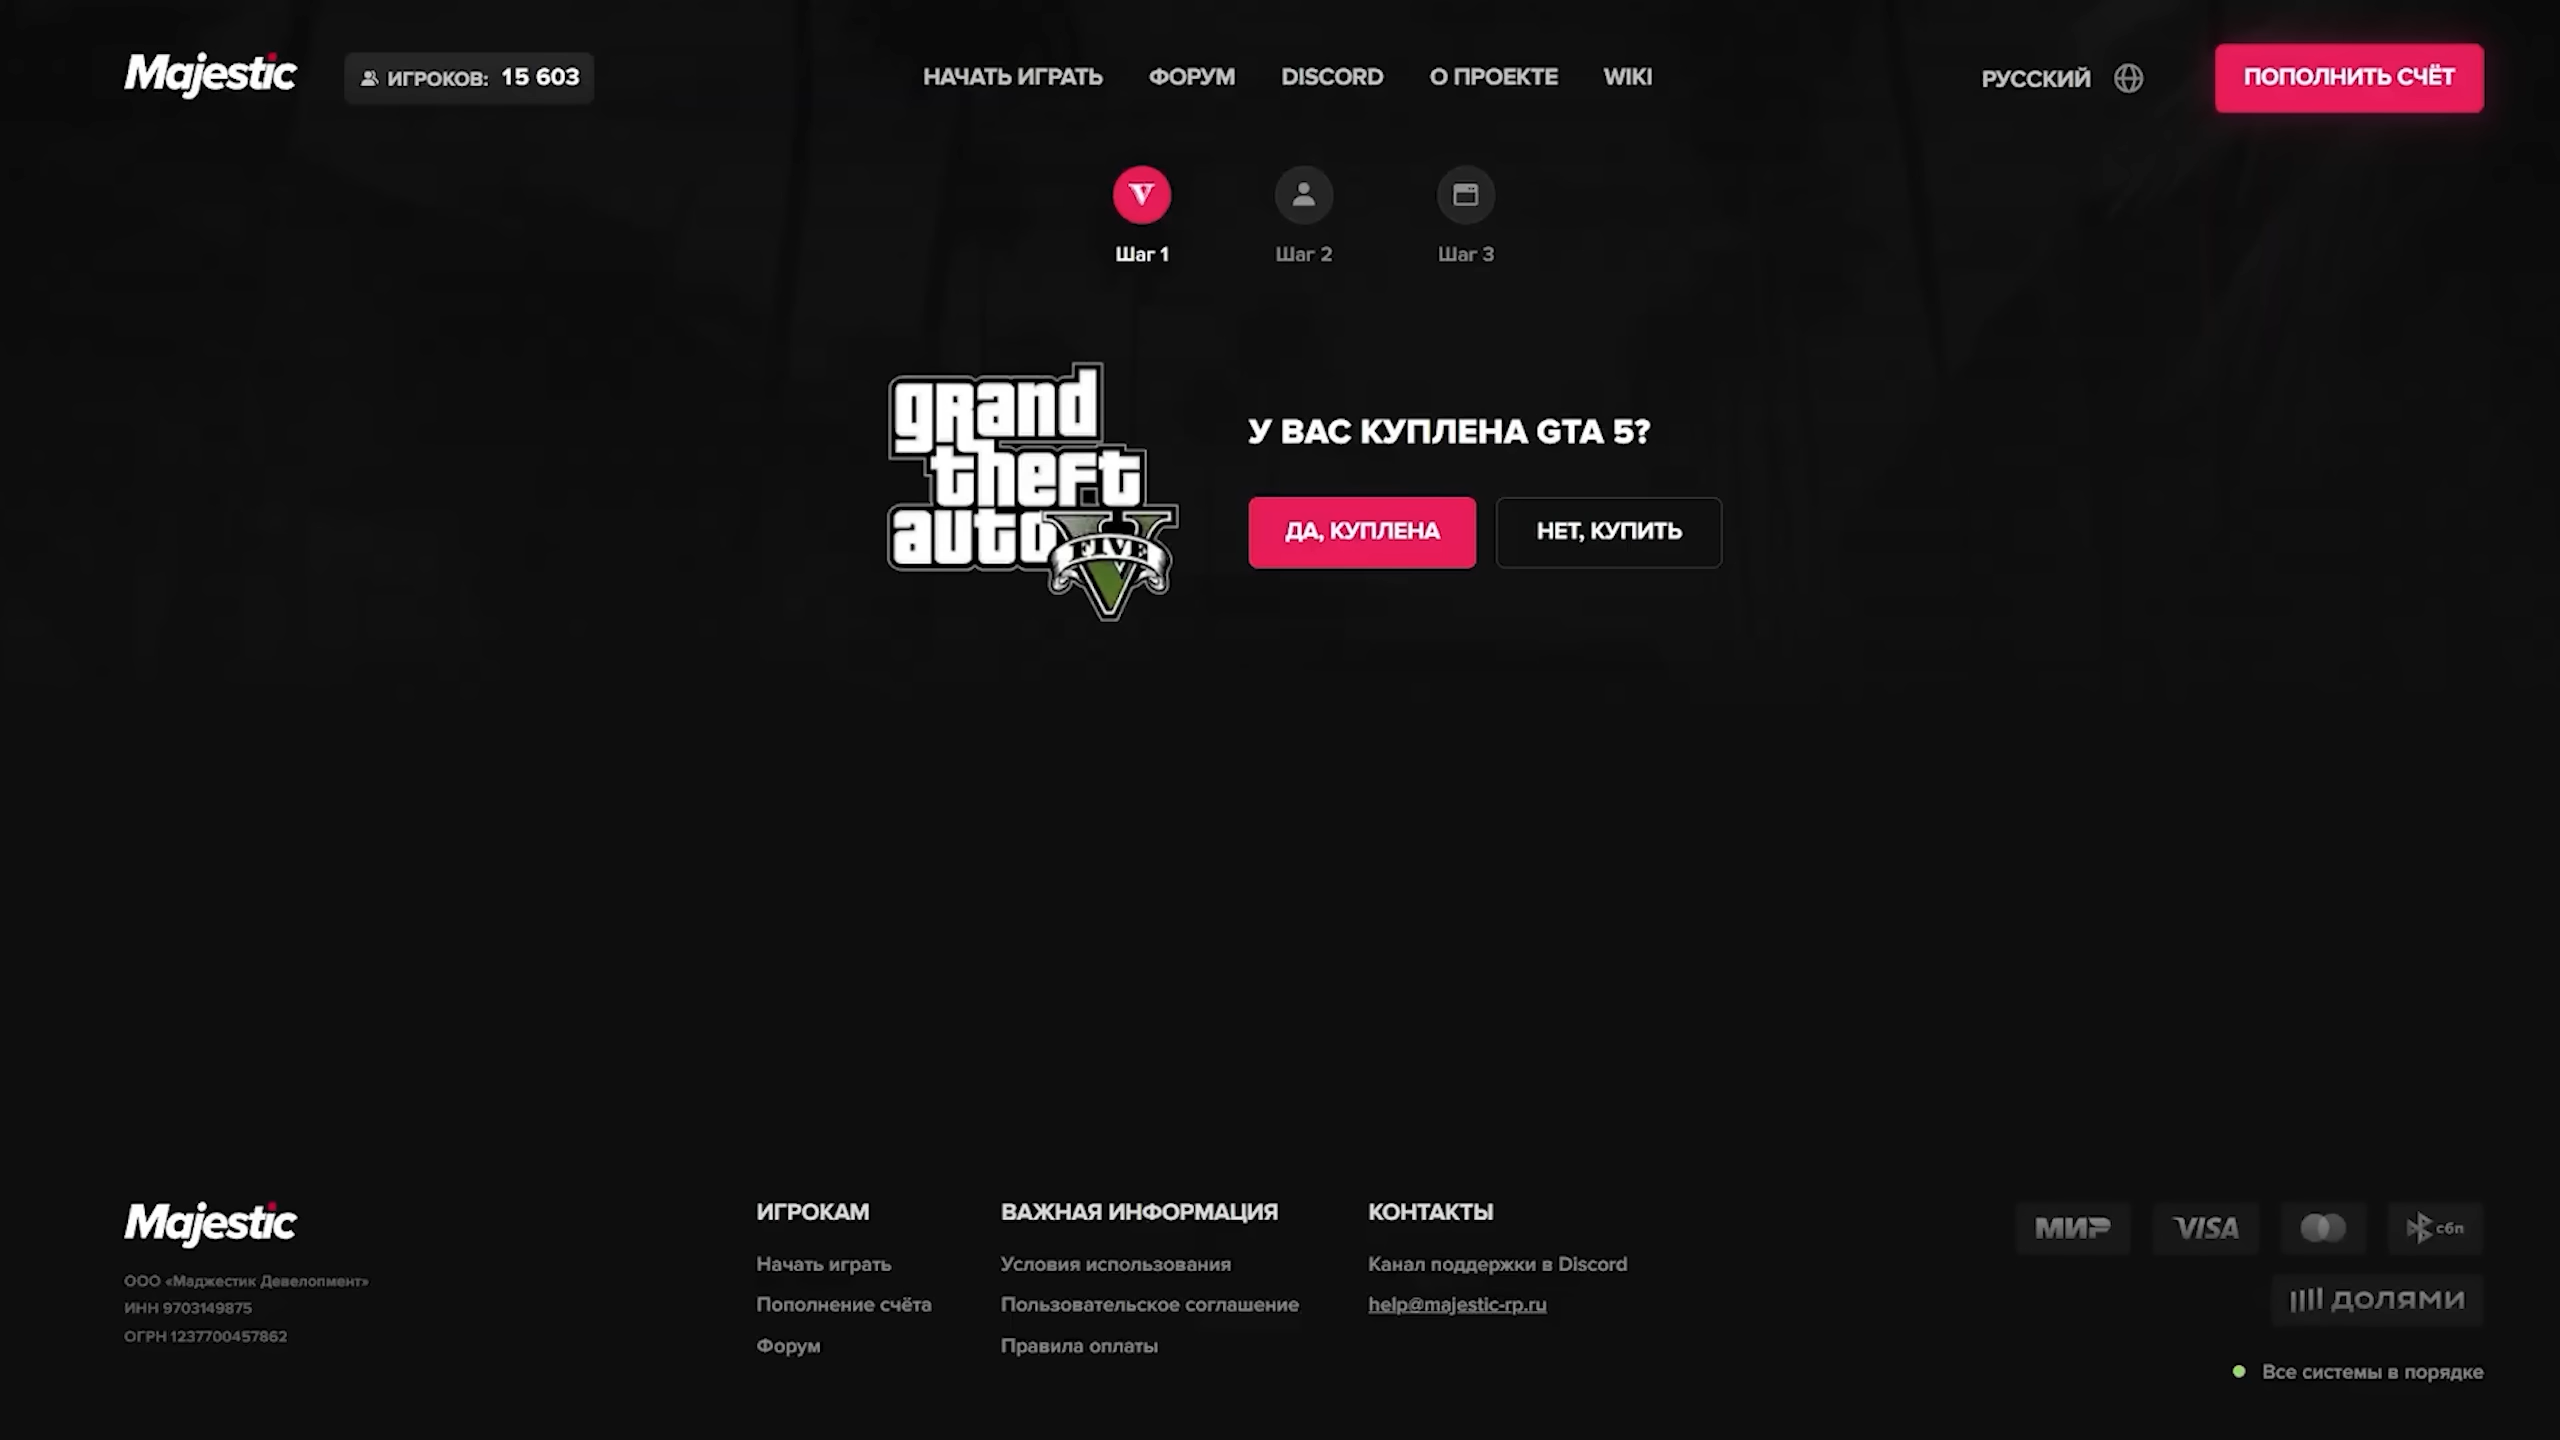 Majestic
ИГРОКОВ: 15 603
НАЧАТЬ ИГРАТЬ
ФОРУМ
DISCORD
О ПРОЕКТЕ
WIKI
РУССКИЙ
ПОПОЛНИТЬ СЧЁТ
V
Шаг 1
Шаг 2
Шаг 3
grand
theft
auto
FIVE
V
У ВАС КУПЛЕНА GTA 5?
ДА, КУПЛЕНА
НЕТ, КУПИТЬ
Majestic
ООО «Маджестик Девелопмент»
ИНН 9703149875
ОГРН 1237700457862
ИГРОКАМ
Начать играть
Пополнение счёта
Форум
ВАЖНАЯ ИНФОРМАЦИЯ
Условия использования
Пользовательское соглашение
Правила оплаты
КОНТАКТЫ
Канал поддержки в Discord
help@majestic-rp.ru
МИР
VISA
сбп
ДОЛЯМИ
Все системы в порядке